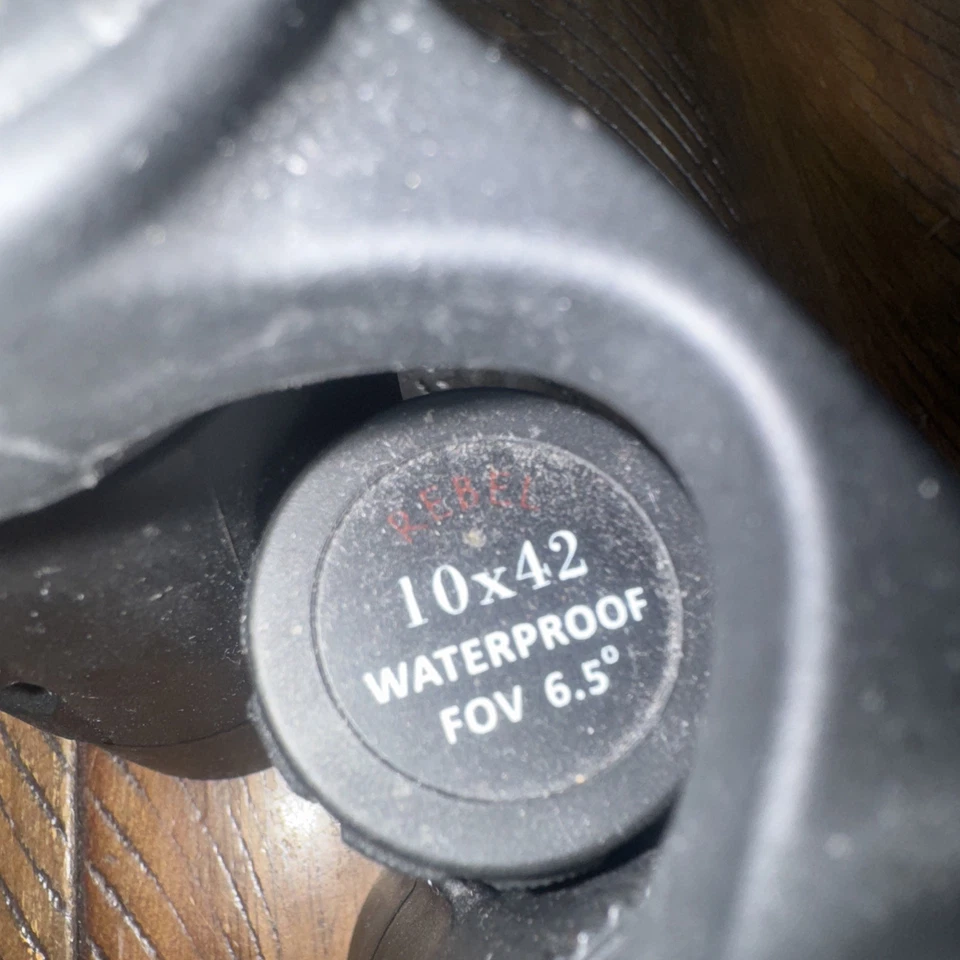 REBEL
10x42
WATERPROOF
FOV 6.5°